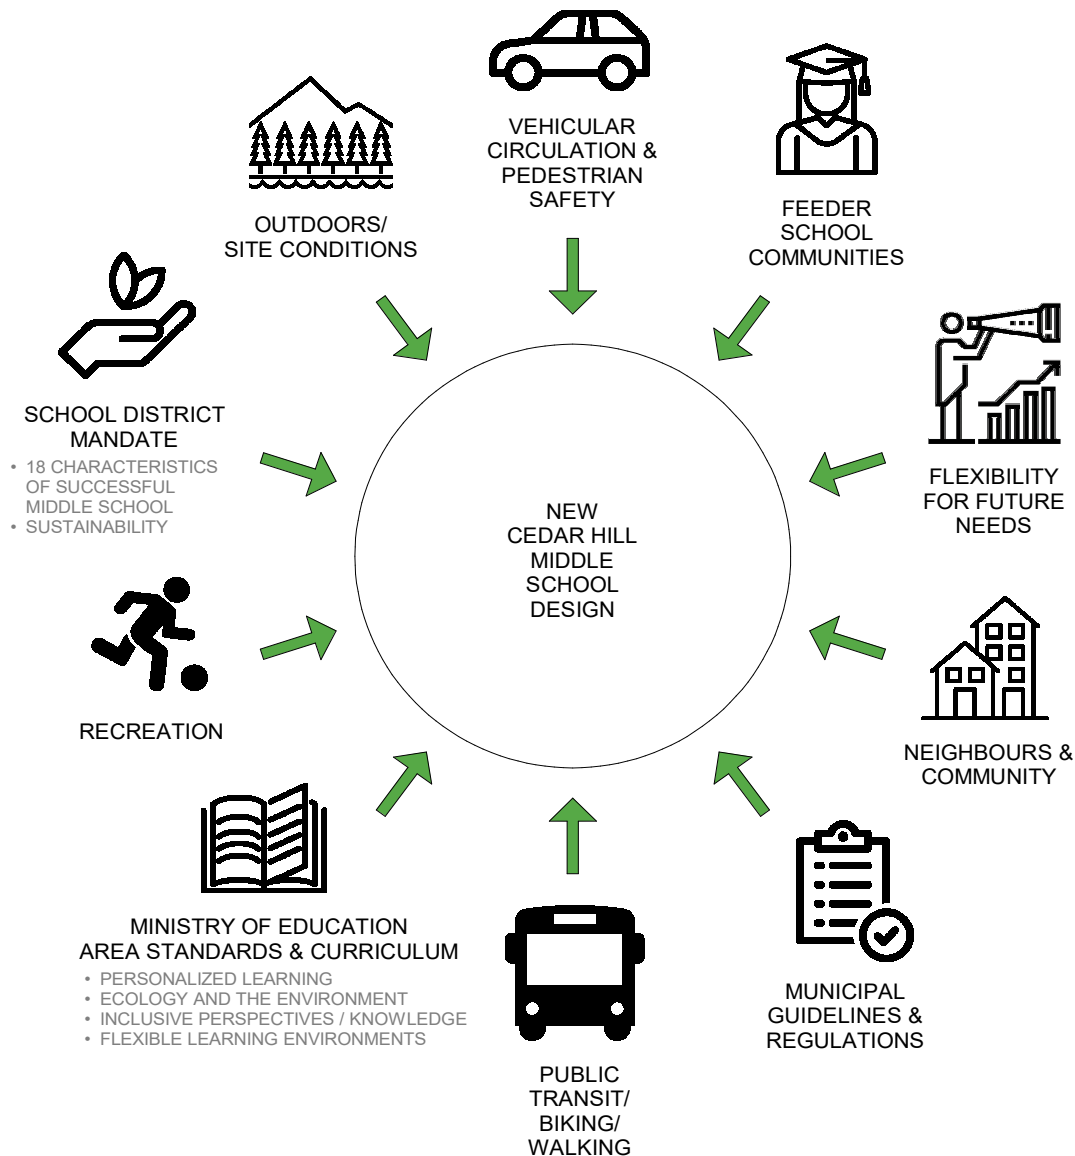 VEHICULAR
CIRCULATION &
PEDESTRIAN
SAFETY
FEEDER
SCHOOL
COMMUNITIES
FLEXIBILITY
FOR FUTURE
NEEDS
NEIGHBOURS &
COMMUNITY
MUNICIPAL
GUIDELINES &
REGULATIONS
PUBLIC
TRANSIT/
BIKING/
WALKING
MINISTRY OF EDUCATION
AREA STANDARDS & CURRICULUM
• PERSONALIZED LEARNING
• ECOLOGY AND THE ENVIRONMENT
• INCLUSIVE PERSPECTIVES / KNOWLEDGE
• FLEXIBLE LEARNING ENVIRONMENTS
RECREATION
SCHOOL DISTRICT
MANDATE
• 18 CHARACTERISTICS
OF SUCCESSFUL
MIDDLE SCHOOL
• SUSTAINABILITY
OUTDOORS/
SITE CONDITIONS
NEW
CEDAR HILL
MIDDLE
SCHOOL
DESIGN